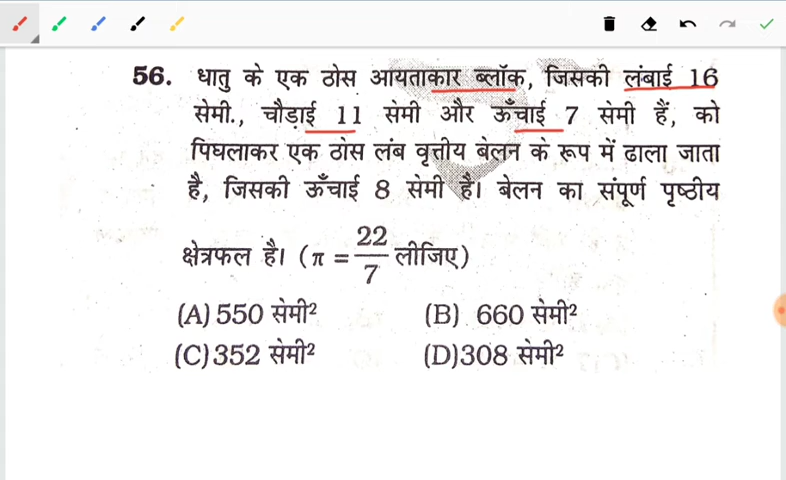 56. धातु के एक ठोस आयताकार ब्लॉक, जिसकी लंबाई 16
सेमी., चौड़ाई 11 सेमी और ऊँचाई 7 सेमी हैं, को
पिघलाकर एक ठोस लंब वृत्तीय बेलन के रूप में ढाला जाता
है, जिसकी ऊँचाई 8 सेमी है। बेलन का संपूर्ण पृष्ठीय
क्षेत्रफल है। (π = 22/7 लीजिए)
(A) 550 सेमी² (B) 660 सेमी²
(C) 352 सेमी² (D) 308 सेमी²